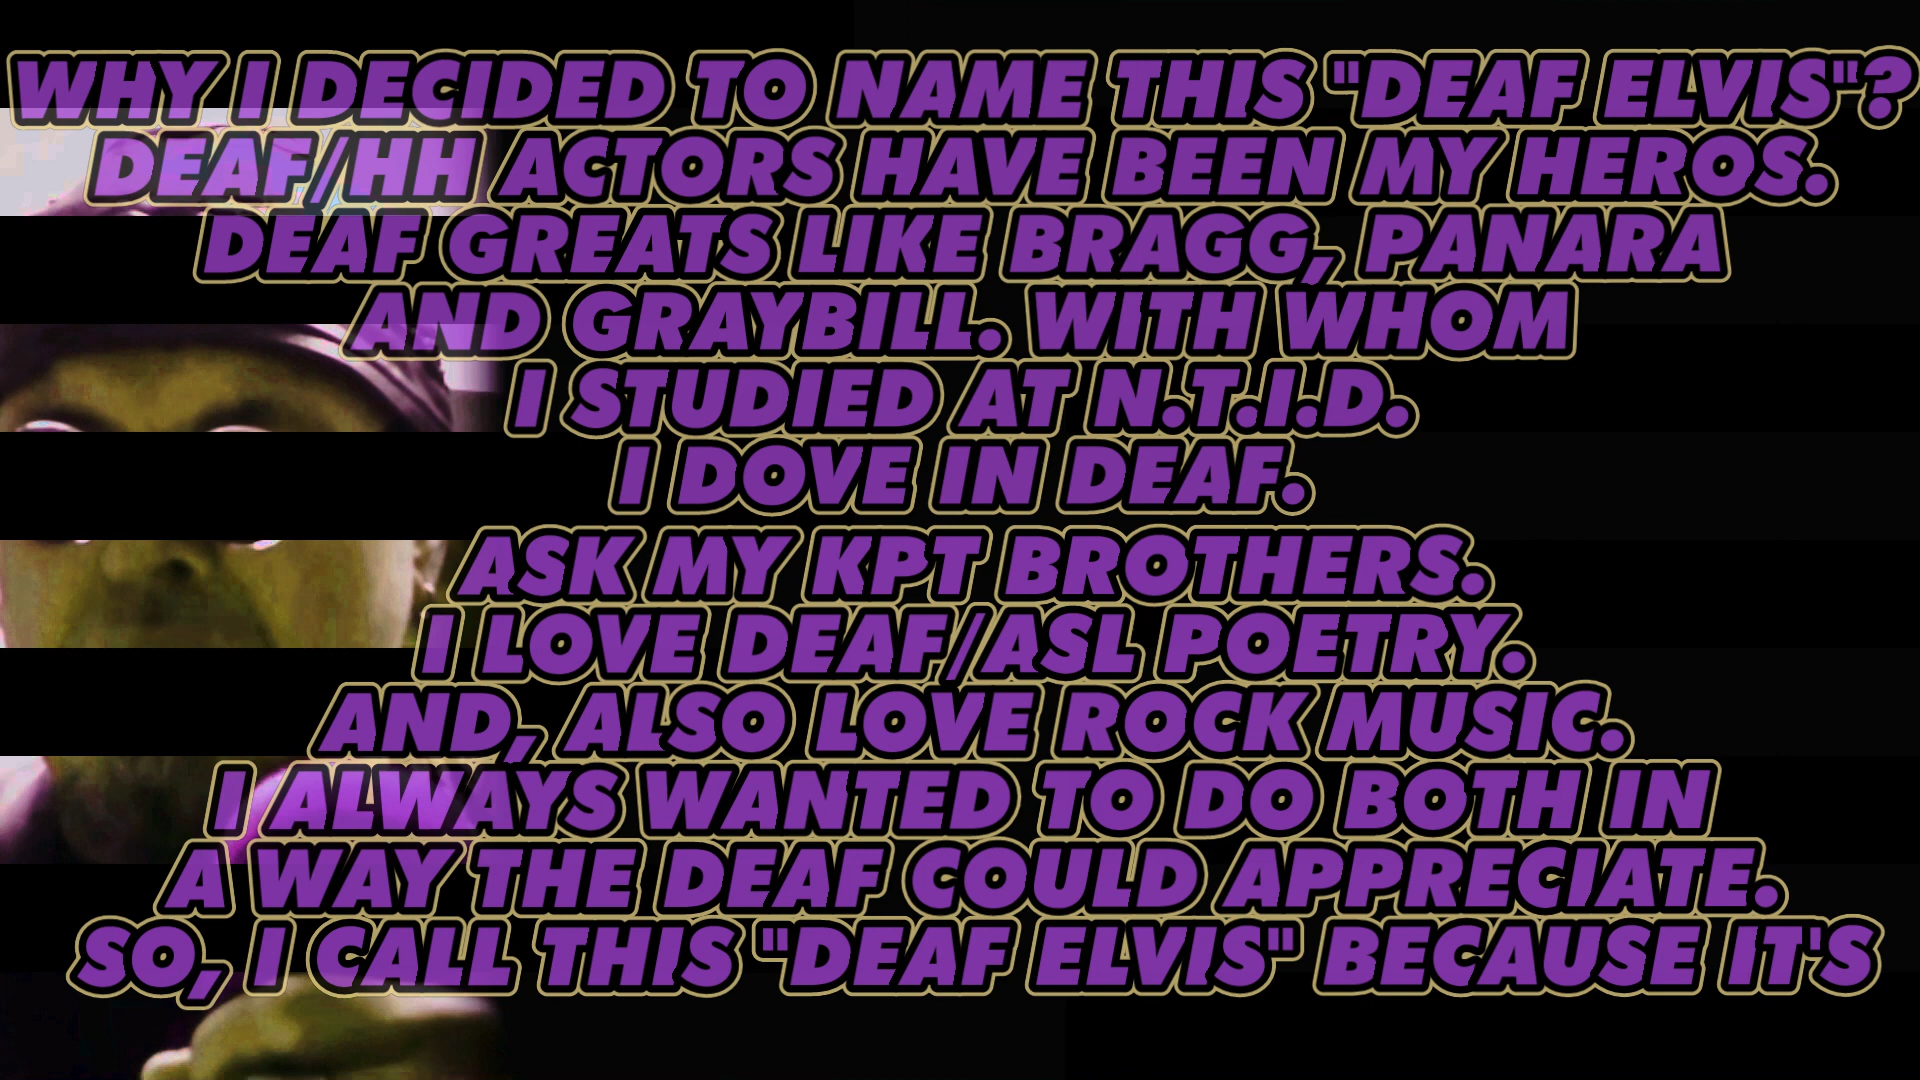 WHY I DECIDED TO NAME THIS "DEAF ELVIS"?
DEAF/HH ACTORS HAVE BEEN MY HEROS.
DEAF GREATS LIKE BRAGG, PANARA
AND GRAYBILL. WITH WHOM
I STUDIED AT N.T.I.D.
I DOVE IN DEAF.
ASK MY KPT BROTHERS.
I LOVE DEAF/ASL POETRY.
AND, ALSO LOVE ROCK MUSIC.
I ALWAYS WANTED TO DO BOTH IN
A WAY THE DEAF COULD APPRECIATE.
SO, I CALL THIS "DEAF ELVIS" BECAUSE IT'S